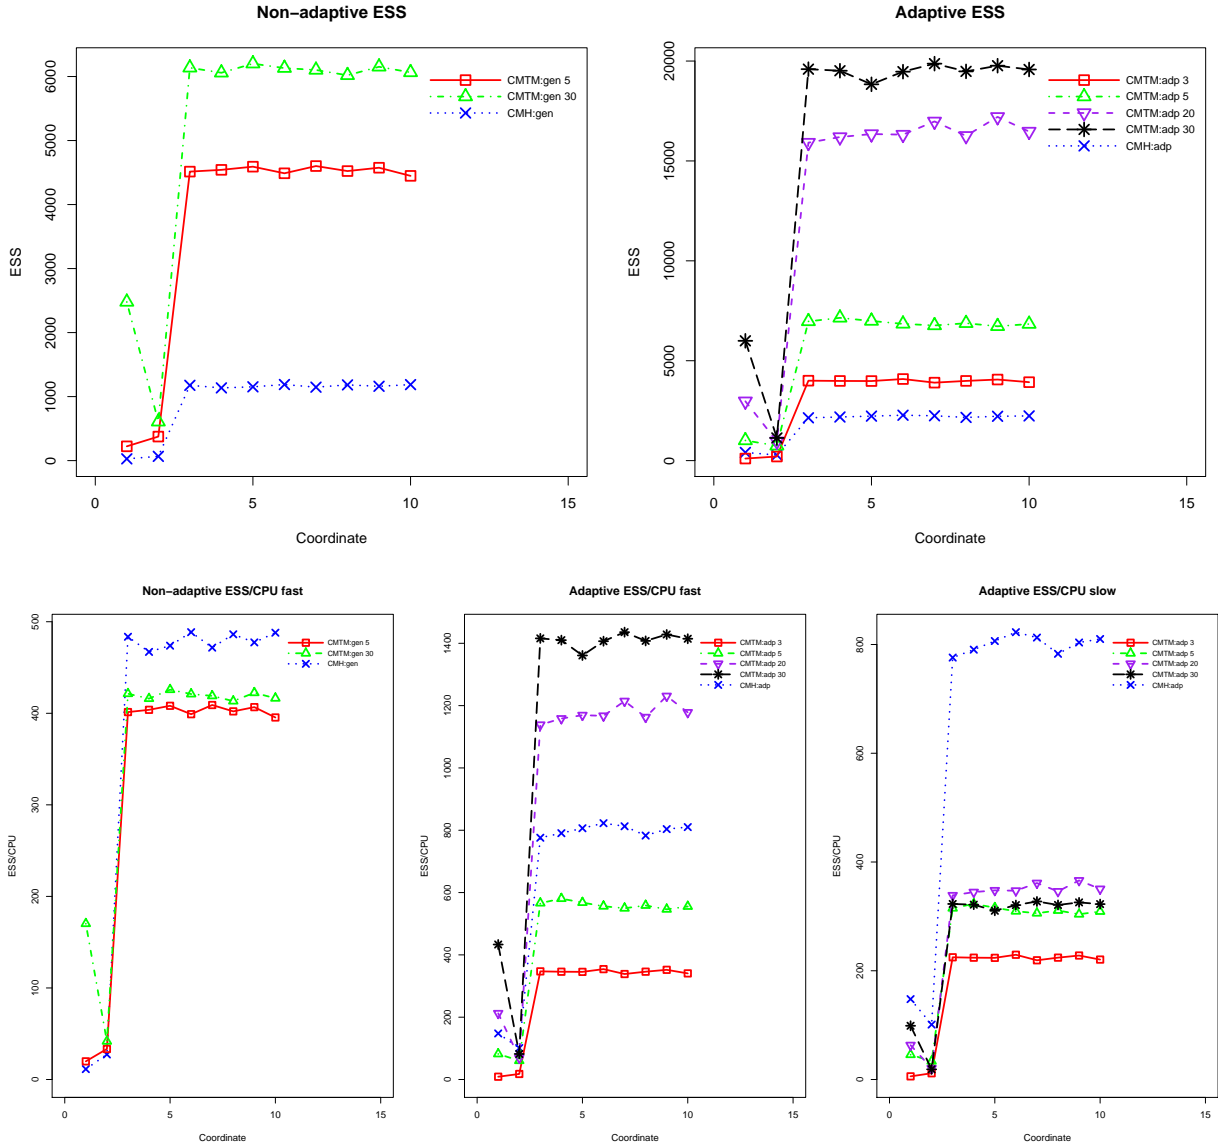 Non-adaptive ESS
ESS
0
1000
2000
3000
4000
5000
6000
CMTM:gen 5
CMTM:gen 30
CMH:gen
0
5
10
15
Coordinate
Adaptive ESS
ESS
0
5000
10000
15000
20000
CMTM:adp 3
CMTM:adp 5
CMTM:adp 20
CMTM:adp 30
CMH:adp
0
5
10
15
Coordinate
Non-adaptive ESS/CPU fast
ESS/CPU
0
100
200
300
400
500
CMTM:gen 5
CMTM:gen 30
CMH:gen
0
5
10
15
Coordinate
Adaptive ESS/CPU fast
ESS/CPU
0
200
400
600
800
1000
1200
1400
CMTM:adp 3
CMTM:adp 5
CMTM:adp 20
CMTM:adp 30
CMH:adp
0
5
10
15
Coordinate
Adaptive ESS/CPU slow
ESS/CPU
0
200
400
600
800
CMTM:adp 3
CMTM:adp 5
CMTM:adp 20
CMTM:adp 30
CMH:adp
0
5
10
15
Coordinate